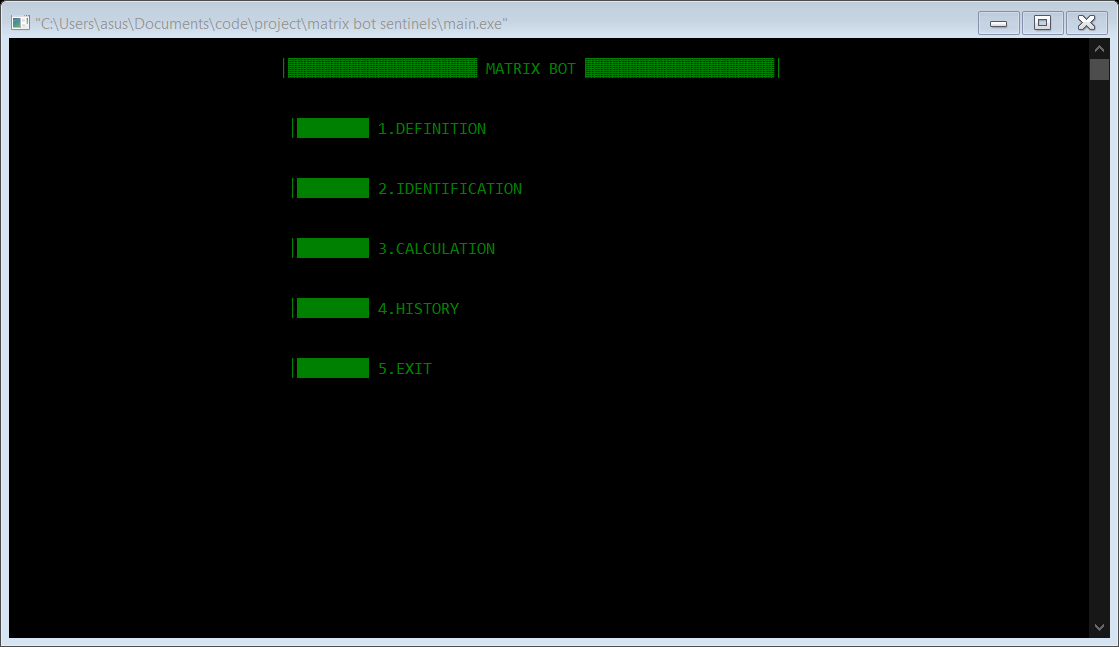 "C:\Users\asus\Documents\code\project\matrix bot sentinels\main.exe"
MATRIX BOT
1.DEFINITION
2.IDENTIFICATION
3.CALCULATION
4.HISTORY
5.EXIT